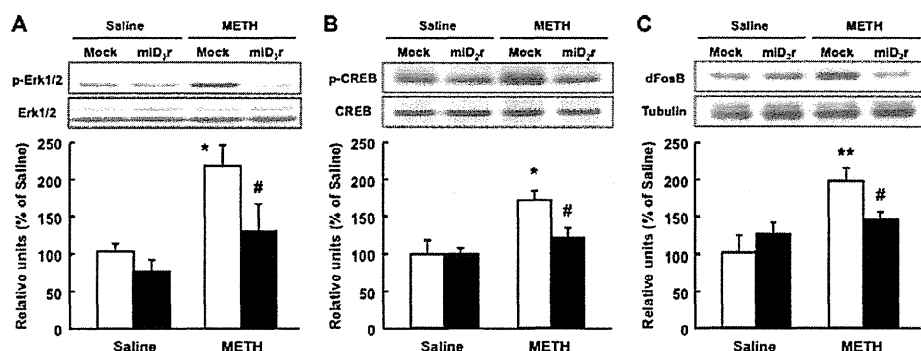 A
Saline METH
Mock miD2r Mock miD2r
p-Erk1/2
Erk1/2
Relative units (% of Saline)
250
200
150
100
50
0
*
#
Saline METH
B
Saline METH
Mock miD2r Mock miD2r
p-CREB
CREB
Relative units (% of Saline)
250
200
150
100
50
0
*
#
Saline METH
C
Saline METH
Mock miD2r Mock miD2r
dFosB
Tubulin
Relative units (% of Saline)
250
200
150
100
50
0
**
#
Saline METH